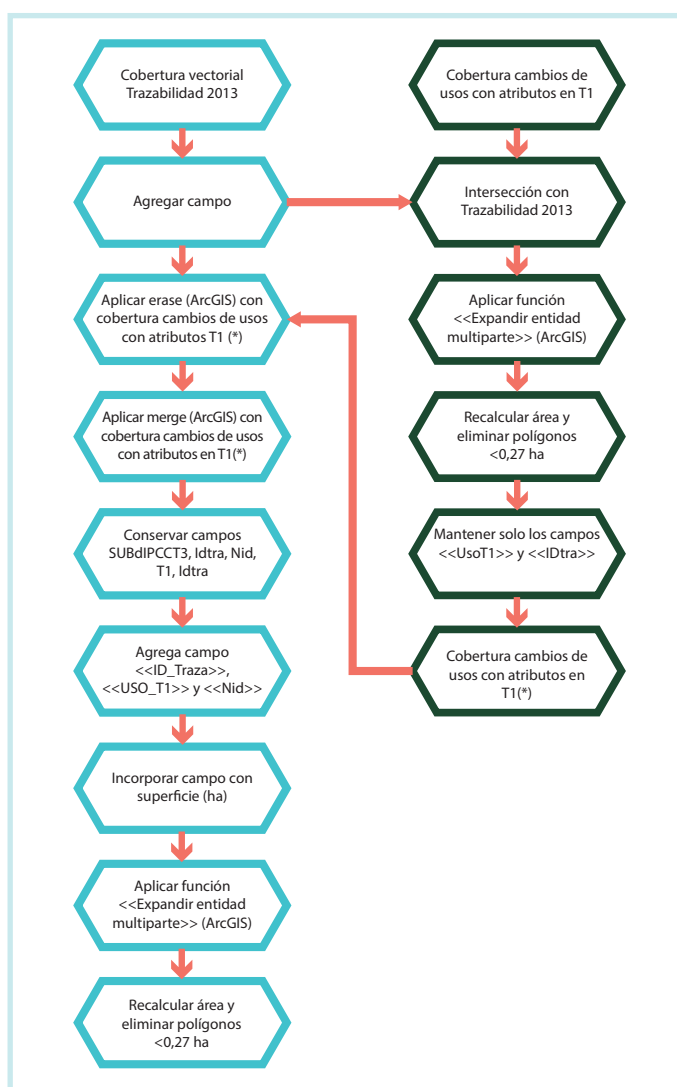 Cobertura vectorial
Trazabilidad 2013
Agregar campo
Aplicar erase (ArcGIS) con
cobertura cambios de usos
con atributos T1 (*)
Aplicar merge (ArcGIS) con
cobertura cambios de usos
con atributos en T1(*)
Conservar campos
SUBdIPCCT3, Idtra, Nid,
T1, Idtra
Agrega campo
<<ID_Traza>>,
<<USO_T1>> y <<Nid>>
Incorporar campo con
superficie (ha)
Aplicar función
<<Expandir entidad
multiparte>> (ArcGIS)
Recalcular área y
eliminar polígonos
<0,27 ha
Cobertura cambios de
usos con atributos en T1
Intersección con
Trazabilidad 2013
Aplicar función
<<Expandir entidad
multiparte>> (ArcGIS)
Recalcular área y
eliminar polígonos
<0,27 ha
Mantener solo los campos
<<UsoT1>> y <<IDtra>>
Cobertura cambios de
usos con atributos en
T1(*)